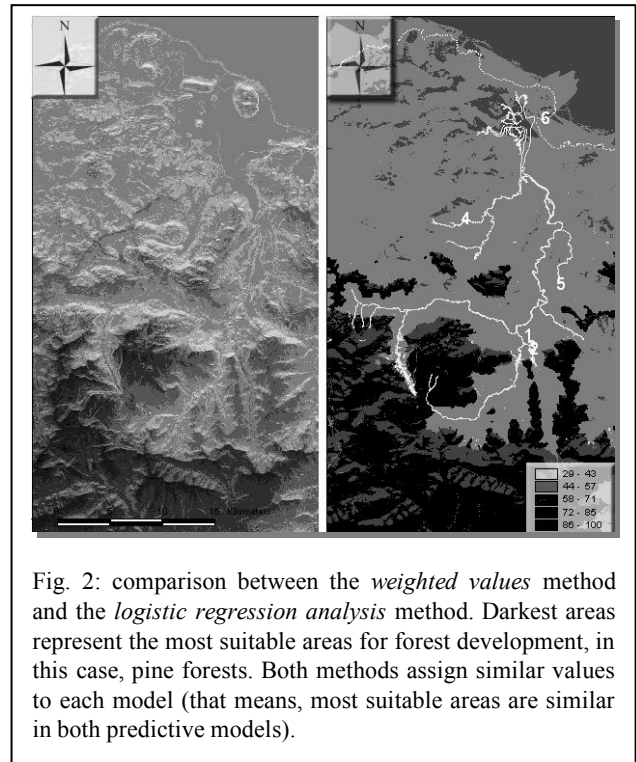 N
N
6
4
5
1
5 10 15 Kilometers
29 - 43
44 - 57
58 - 71
72 - 85
86 - 100
Fig. 2: comparison between the weighted values method
and the logistic regression analysis method. Darkest areas
represent the most suitable areas for forest development, in
this case, pine forests. Both methods assign similar values
to each model (that means, most suitable areas are similar
in both predictive models).